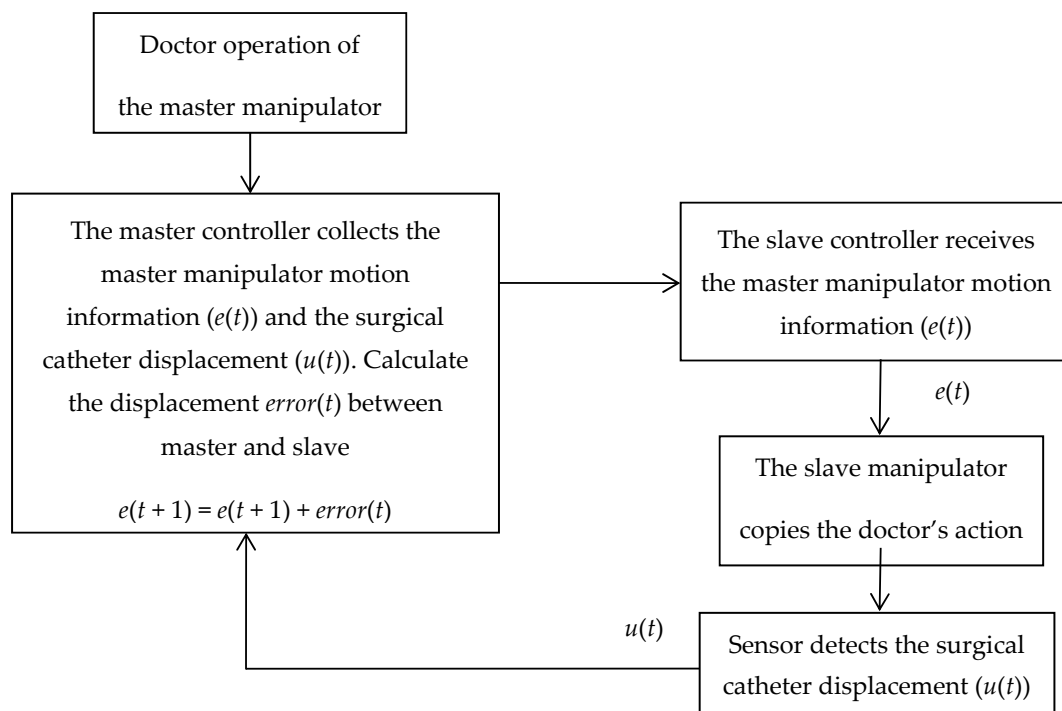 Doctor operation of
the master manipulator
The master controller collects the
master manipulator motion
information (e(t)) and the surgical
catheter displacement (u(t)). Calculate
the displacement error(t) between
master and slave
e(t + 1) = e(t + 1) + error(t)
The slave controller receives
the master manipulator motion
information (e(t))
e(t)
The slave manipulator
copies the doctor’s action
Sensor detects the surgical
catheter displacement (u(t))
u(t)